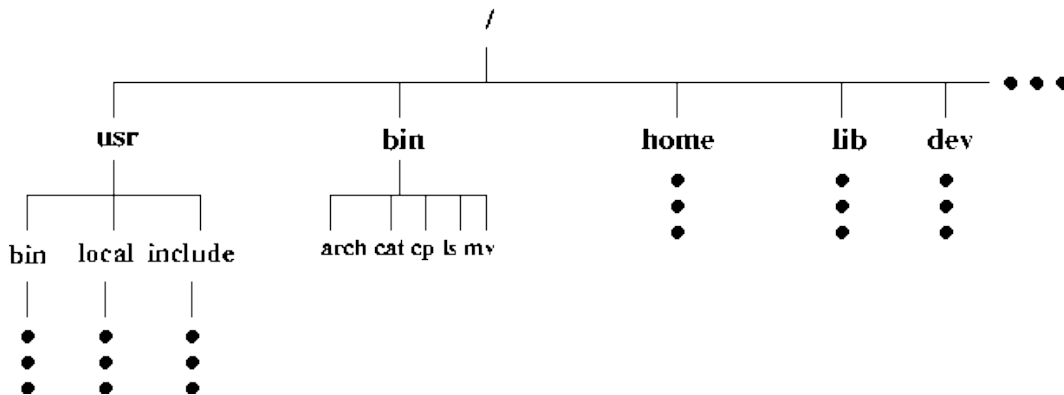 /
usr bin home lib dev
bin local include arch cat cp ls mv